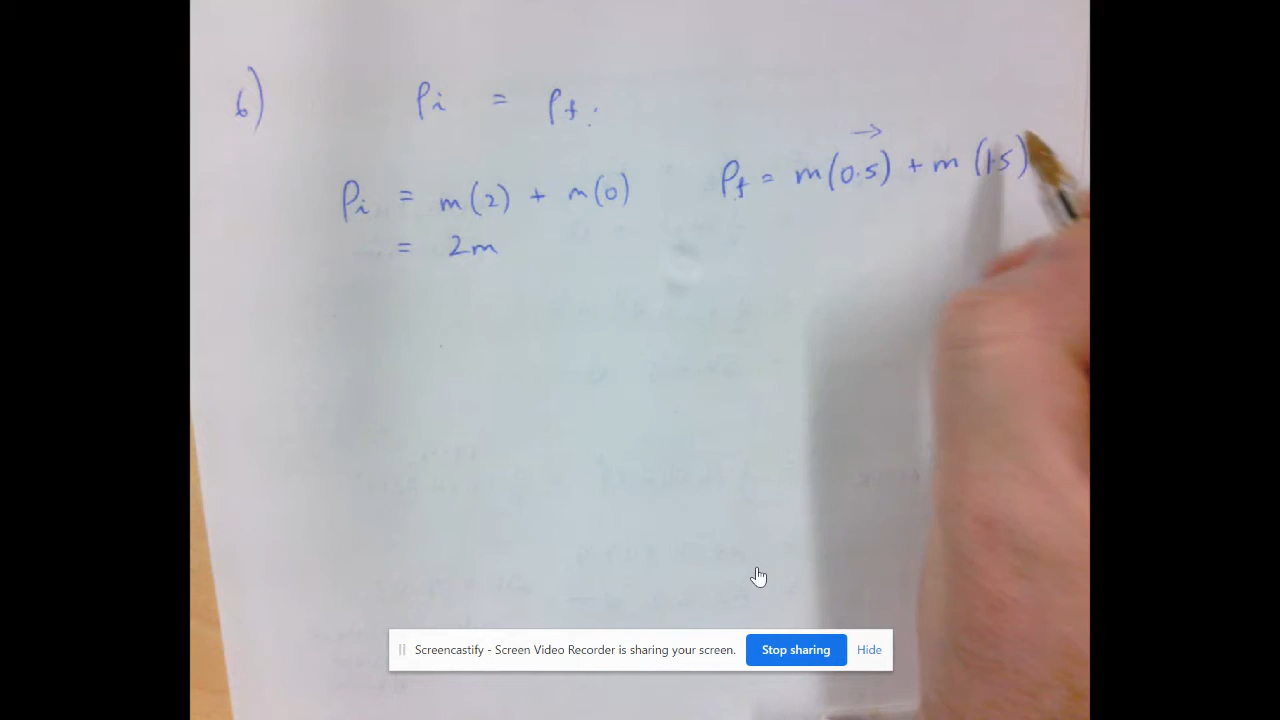 6) Pi = Pf.
Pi = m(2) + m(0)
= 2m
→
Pf = m(0.5) + m(1.5)
Screencastify - Screen Video Recorder is sharing your screen. Stop sharing Hide